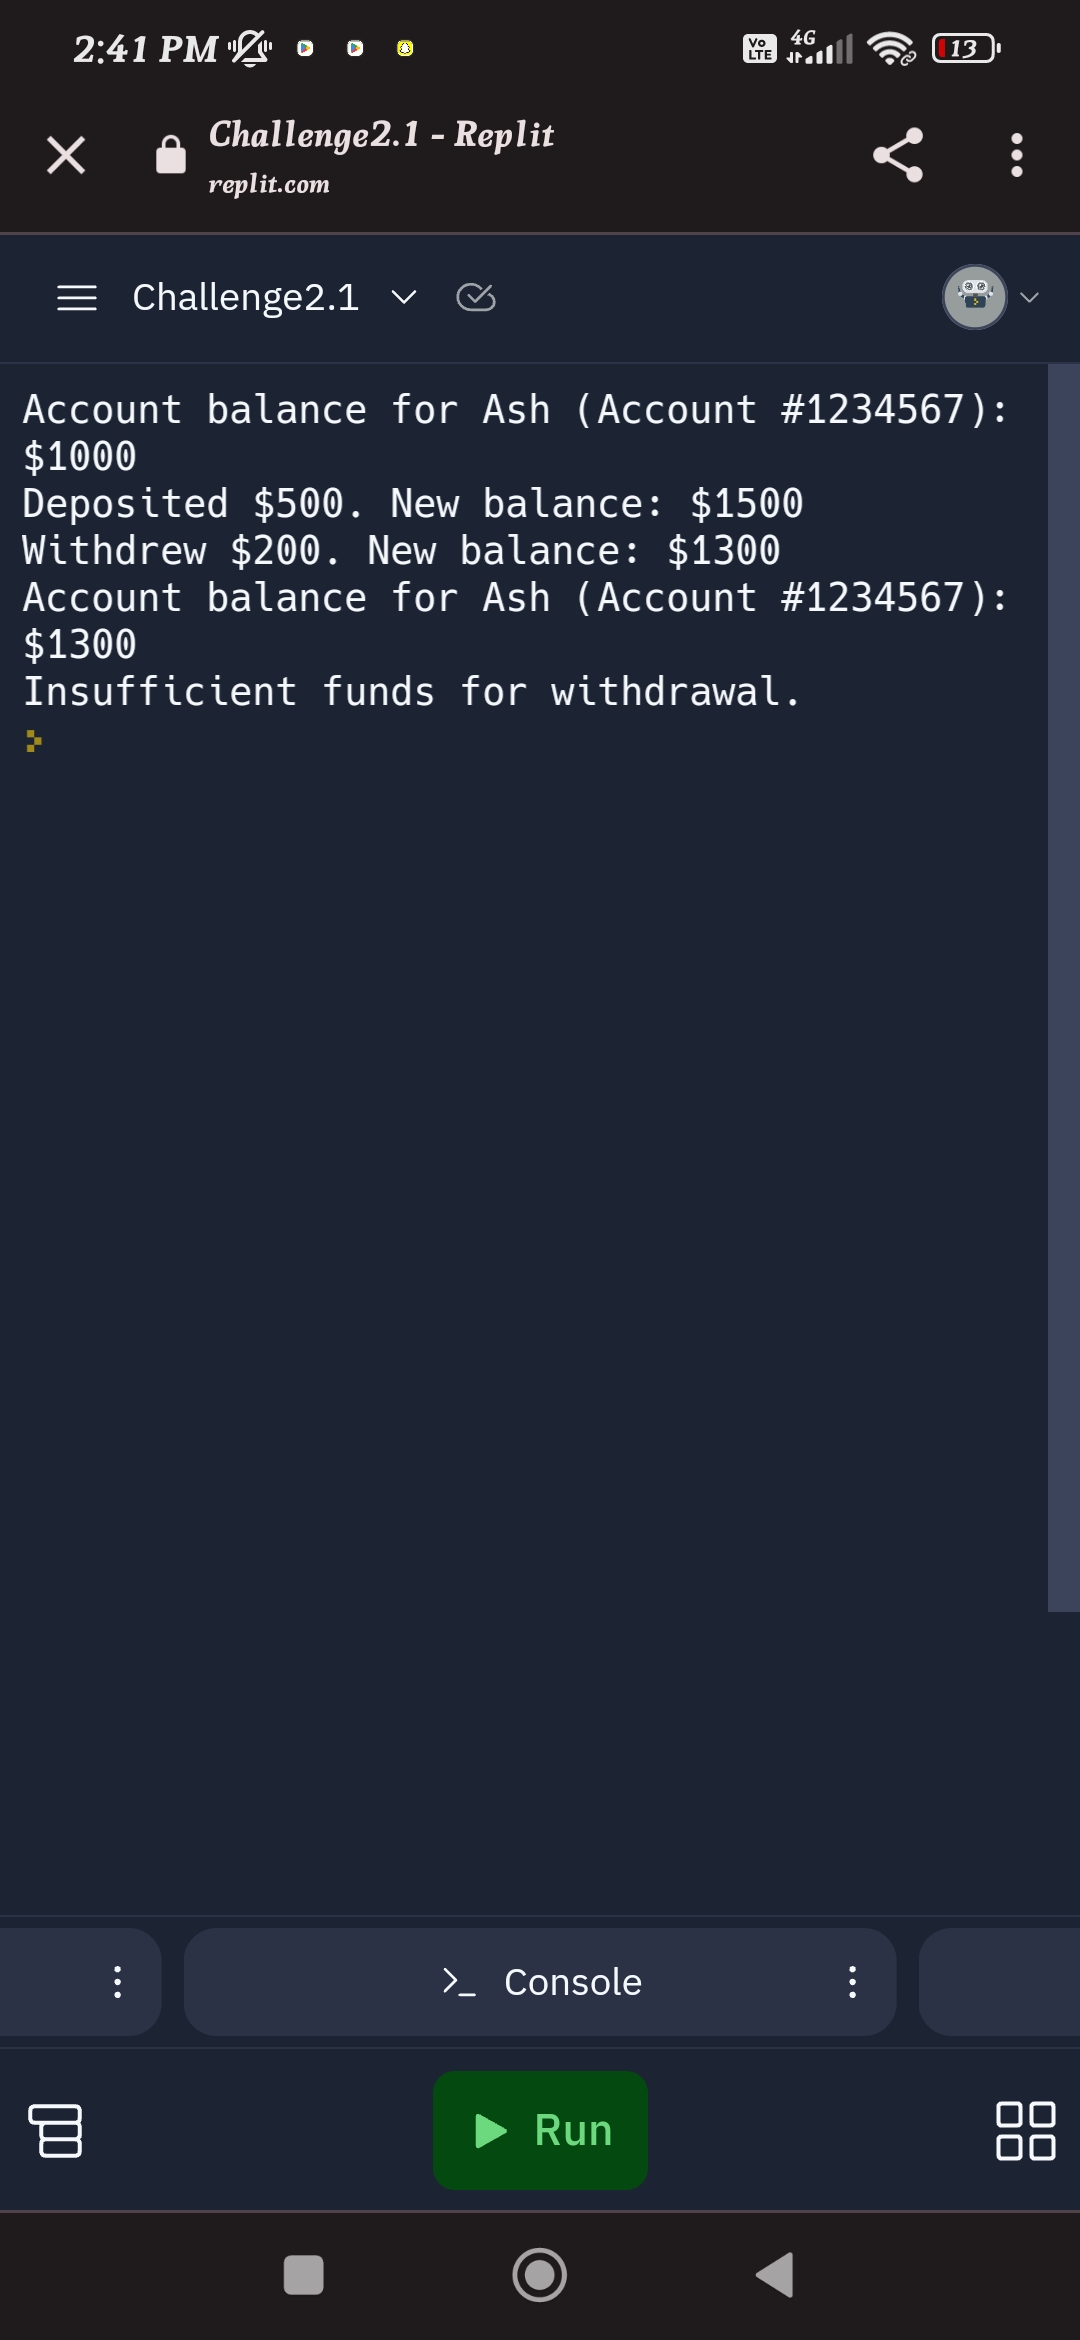 2:41 PM
Vo LTE 4G 13
Challenge2.1 - Replit
replit.com
Challenge2.1
Account balance for Ash (Account #1234567):
$1000
Deposited $500. New balance: $1500
Withdrew $200. New balance: $1300
Account balance for Ash (Account #1234567):
$1300
Insufficient funds for withdrawal.
Console
Run